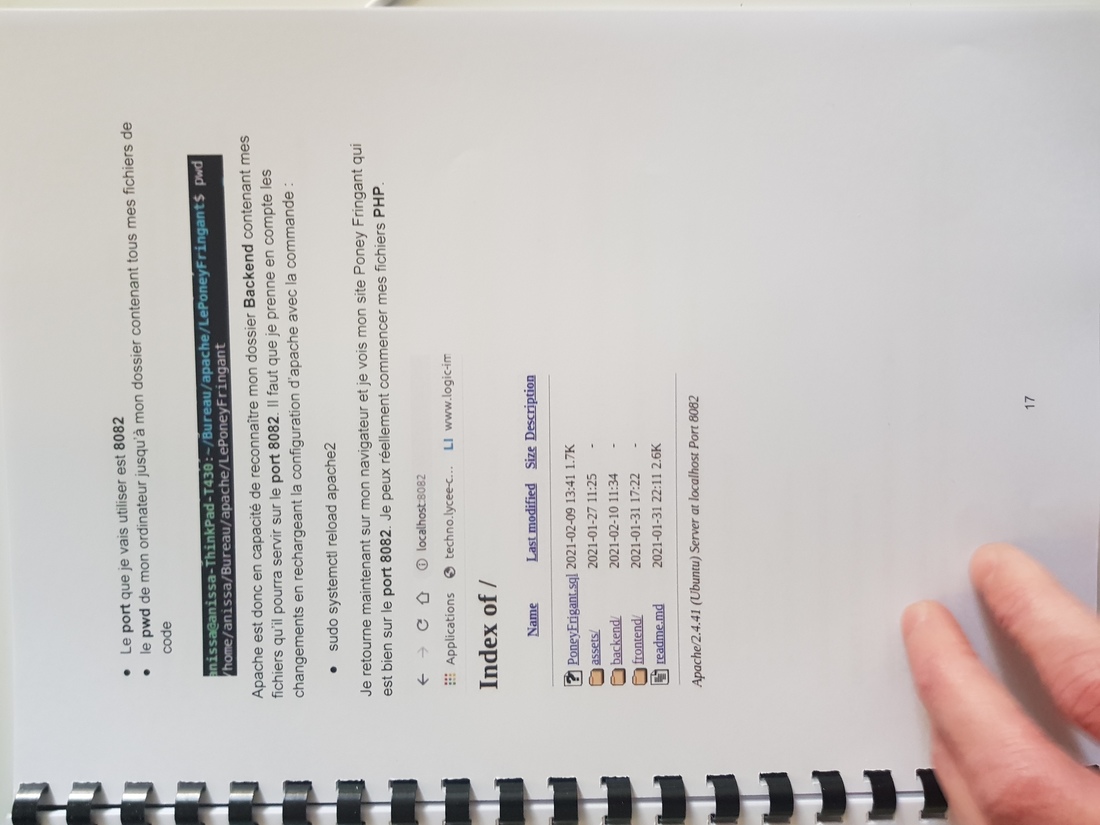 • Le port que je vais utiliser est 8082
• le pwd de mon ordinateur jusqu'à mon dossier contenant tous mes fichiers de
code
anissa@anissa-ThinkPad-T430:~/Bureau/apache/LePoneyFringant$ pwd
/home/anissa/Bureau/apache/LePoneyFringant
Apache est donc en capacité de reconnaître mon dossier Backend contenant mes
fichiers qu'il pourra servir sur le port 8082. Il faut que je prenne en compte les
changements en rechargeant la configuration d'apache avec la commande :
• sudo systemctl reload apache2
Je retourne maintenant sur mon navigateur et je vois mon site Poney Fringant qui
est bien sur le port 8082. Je peux réellement commencer mes fichiers PHP.
localhost:8082
Applications techno.lycee-c... LI www.logic-im
Index of /
Name Last modified Size Description
PoneyFrigant.sql 2021-02-09 13:41 1.7K
assets/ 2021-01-27 11:25 -
backend/ 2021-02-10 11:34 -
frontend/ 2021-01-31 17:22 -
readme.md 2021-01-31 22:11 2.6K
Apache/2.4.41 (Ubuntu) Server at localhost Port 8082
17